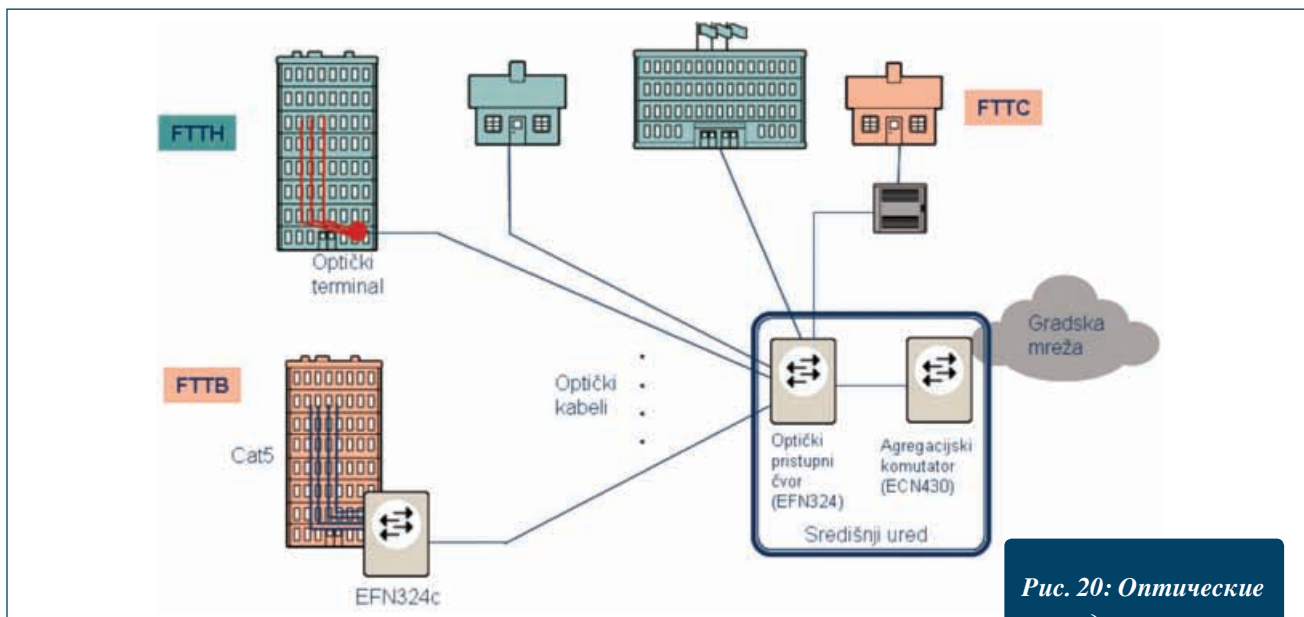 FTTH
FTTC
Optički
terminal
Gradska
mreža
FTTB
Optički
kabeli
Cat5
Optički
pristupni
čvor
(EFN324)
Agregacijski
komutator
(ECN430)
Središnji ured
EFN324c
Рис. 20: Оптические